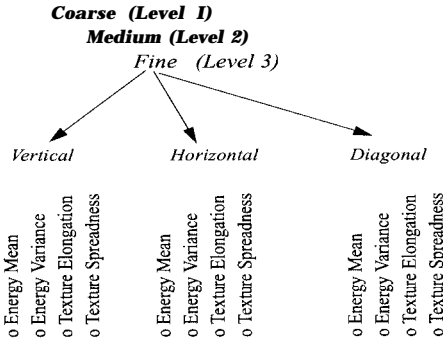 Coarse (Level I)
Medium (Level 2)
Fine (Level 3)
Vertical
Horizontal
Diagonal
o Energy Mean
o Energy Variance
o Texture Elongation
o Texture Spreadness
o Energy Mean
o Energy Variance
o Texture Elongation
o Texture Spreadness
o Energy Mean
o Energy Variance
o Texture Elongation
o Texture Spreadness